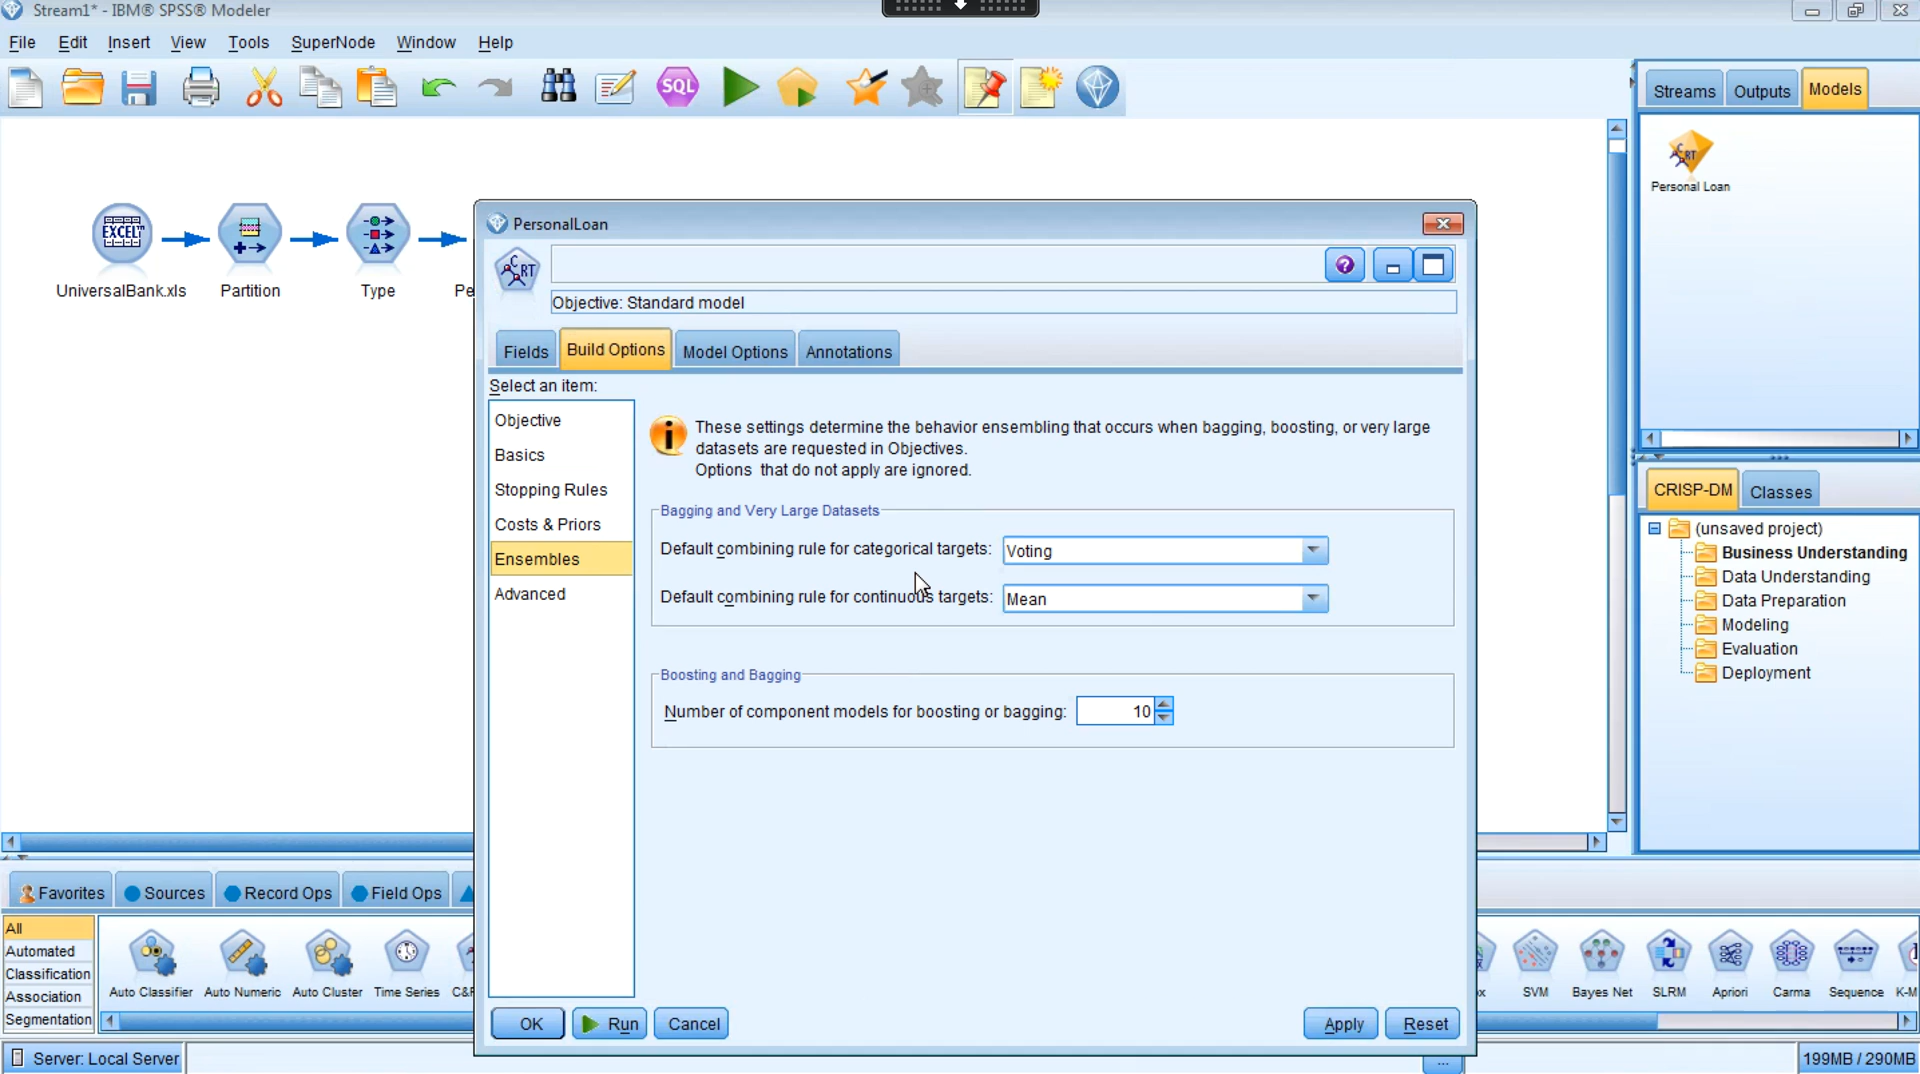 Stream1* - IBM® SPSS® Modeler
File Edit Insert View Tools SuperNode Window Help
SQL
Streams Outputs Models
CRT
Personal Loan
EXCEL™
UniversalBank.xls
Partition
Type
Pe
PersonalLoan
CRT
Objective: Standard model
Fields Build Options Model Options Annotations
Select an item:
Objective
Basics
Stopping Rules
Costs & Priors
Ensembles
Advanced
These settings determine the behavior ensembling that occurs when bagging, boosting, or very large
datasets are requested in Objectives.
Options that do not apply are ignored.
Bagging and Very Large Datasets
Default combining rule for categorical targets: Voting
Default combining rule for continuous targets: Mean
Boosting and Bagging
Number of component models for boosting or bagging: 10
OK Run Cancel Apply Reset
CRISP-DM Classes
(unsaved project)
Business Understanding
Data Understanding
Data Preparation
Modeling
Evaluation
Deployment
Favorites Sources Record Ops Field Ops
All
Automated
Classification
Association
Segmentation
Auto Classifier Auto Numeric Auto Cluster Time Series C&R
SVM Bayes Net SLRM Apriori Carma Sequence K-M
Server: Local Server
...
199MB / 290MB